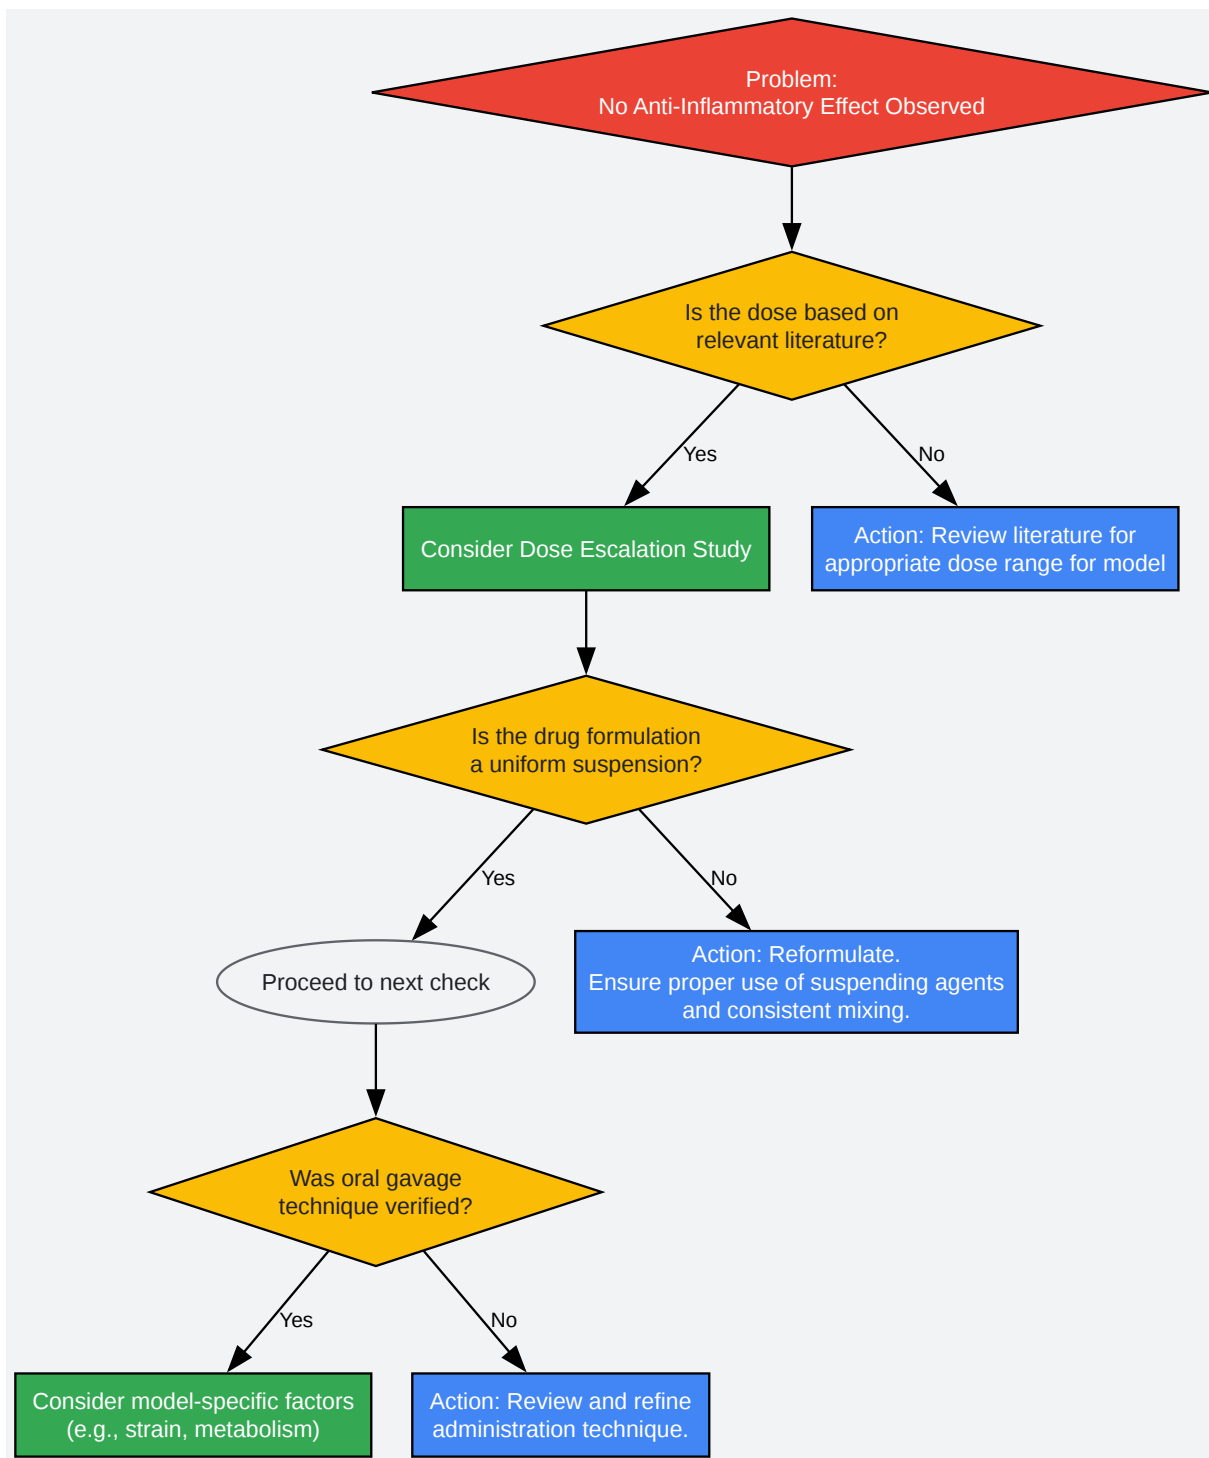 Problem:
No Anti-Inflammatory Effect Observed
Is the dose based on
relevant literature?
Yes
No
Consider Dose Escalation Study
Action: Review literature for
appropriate dose range for model
Is the drug formulation
a uniform suspension?
Yes
No
Proceed to next check
Action: Reformulate.
Ensure proper use of suspending agents
and consistent mixing.
Was oral gavage
technique verified?
Yes
No
Consider model-specific factors
(e.g., strain, metabolism)
Action: Review and refine
administration technique.